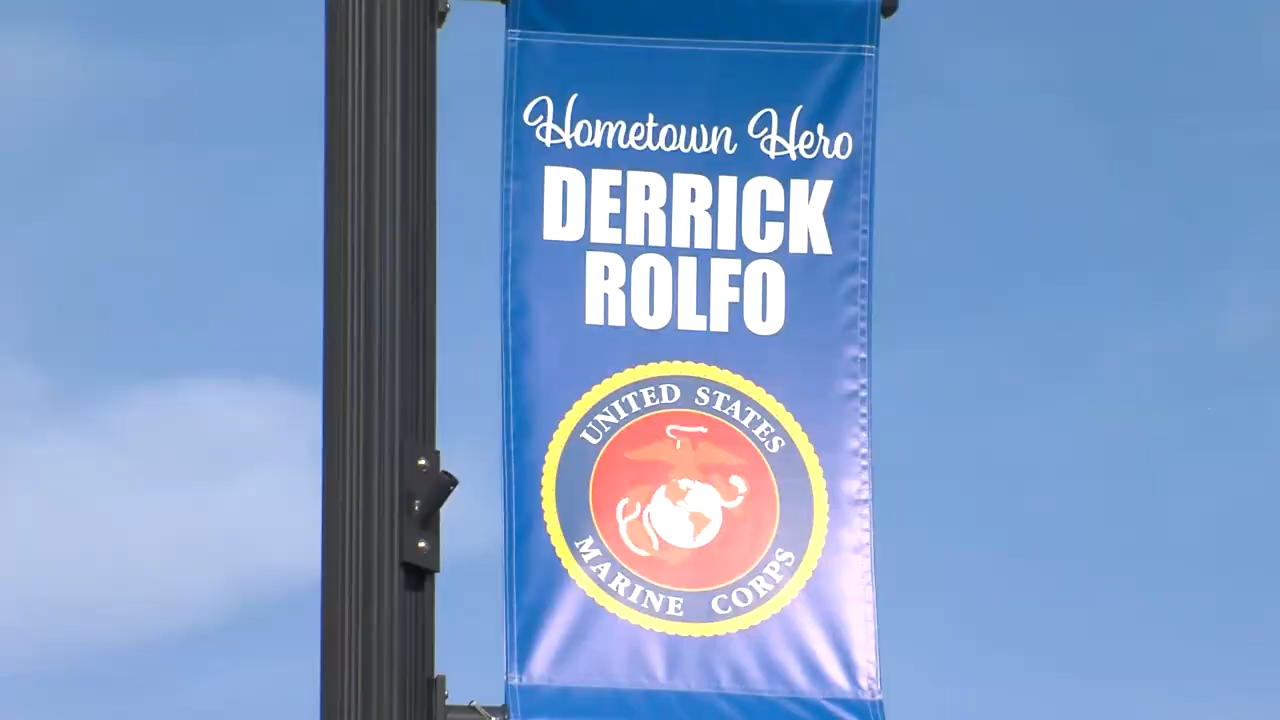 Hometown Hero
DERRICK
ROLFO
UNITED STATES
MARINE CORPS